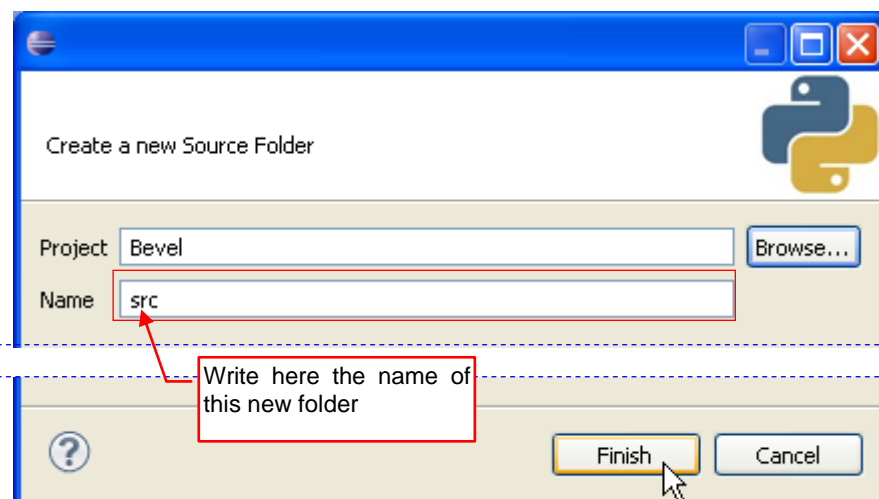 Create a new Source Folder
Project Bevel Browse...
Name src
Write here the name of
this new folder
? Finish Cancel